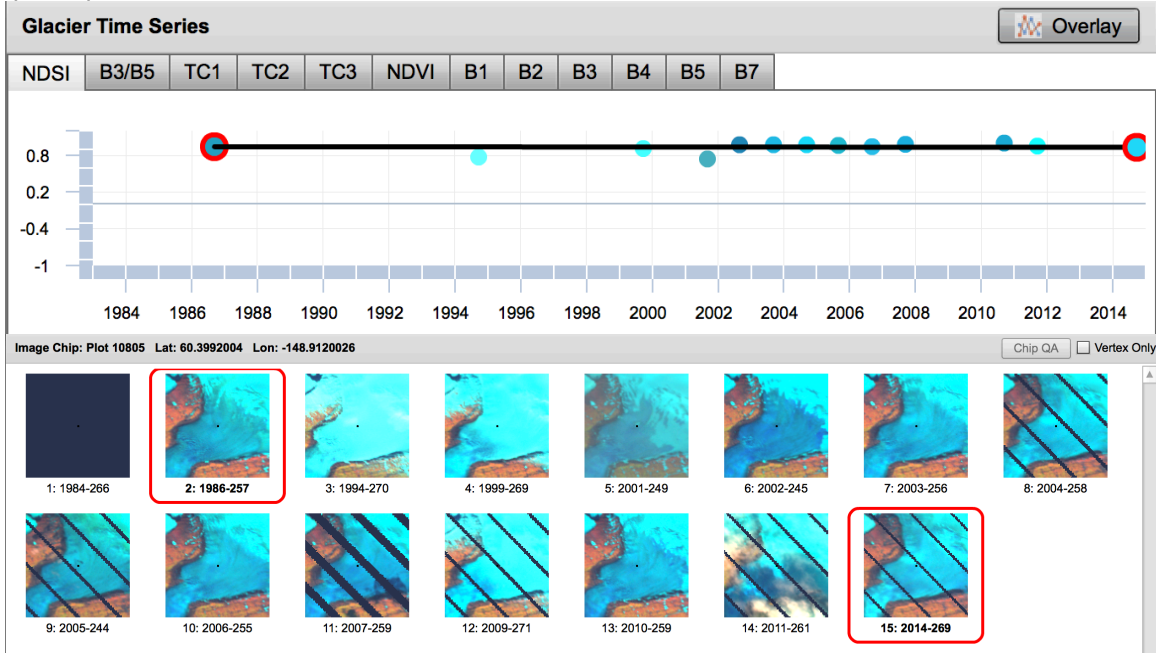 Glacier Time Series Overlay
NDSI B3/B5 TC1 TC2 TC3 NDVI B1 B2 B3 B4 B5 B7
0.8
0.2
-0.4
-1
1984 1986 1988 1990 1992 1994 1996 1998 2000 2002 2004 2006 2008 2010 2012 2014
Image Chip: Plot 10805 Lat: 60.3992004 Lon: -148.9120026 Chip QA Vertex Only
1: 1984-266 2: 1986-257 3: 1994-270 4: 1999-269 5: 2001-249 6: 2002-245 7: 2003-256 8: 2004-258
9: 2005-244 10: 2006-255 11: 2007-259 12: 2009-271 13: 2010-259 14: 2011-261 15: 2014-269